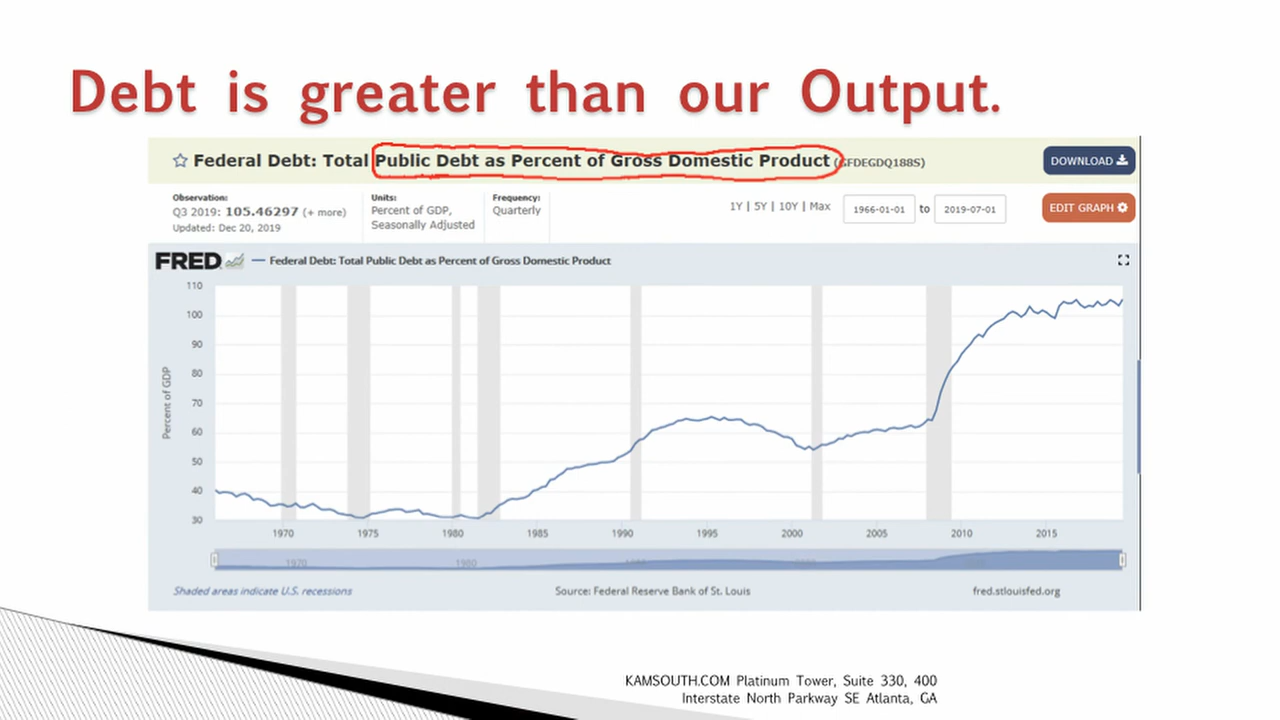 Debt is greater than our Output.
Federal Debt: Total Public Debt as Percent of Gross Domestic Product (GFDEGDQ188S)
DOWNLOAD
Observation:
Q3 2019: 105.46297 (+ more)
Updated: Dec 20, 2019
Units:
Percent of GDP,
Seasonally Adjusted
Frequency:
Quarterly
1Y | 5Y | 10Y | Max
1966-01-01 to 2019-07-01
EDIT GRAPH
FRED
Federal Debt: Total Public Debt as Percent of Gross Domestic Product
Percent of GDP
110
100
90
80
70
60
50
40
30
1970 1975 1980 1985 1990 1995 2000 2005 2010 2015
1970 1980
Shaded areas indicate U.S. recessions
Source: Federal Reserve Bank of St. Louis
fred.stlouisfed.org
KAMSOUTH.COM Platinum Tower, Suite 330, 400
Interstate North Parkway SE Atlanta, GA